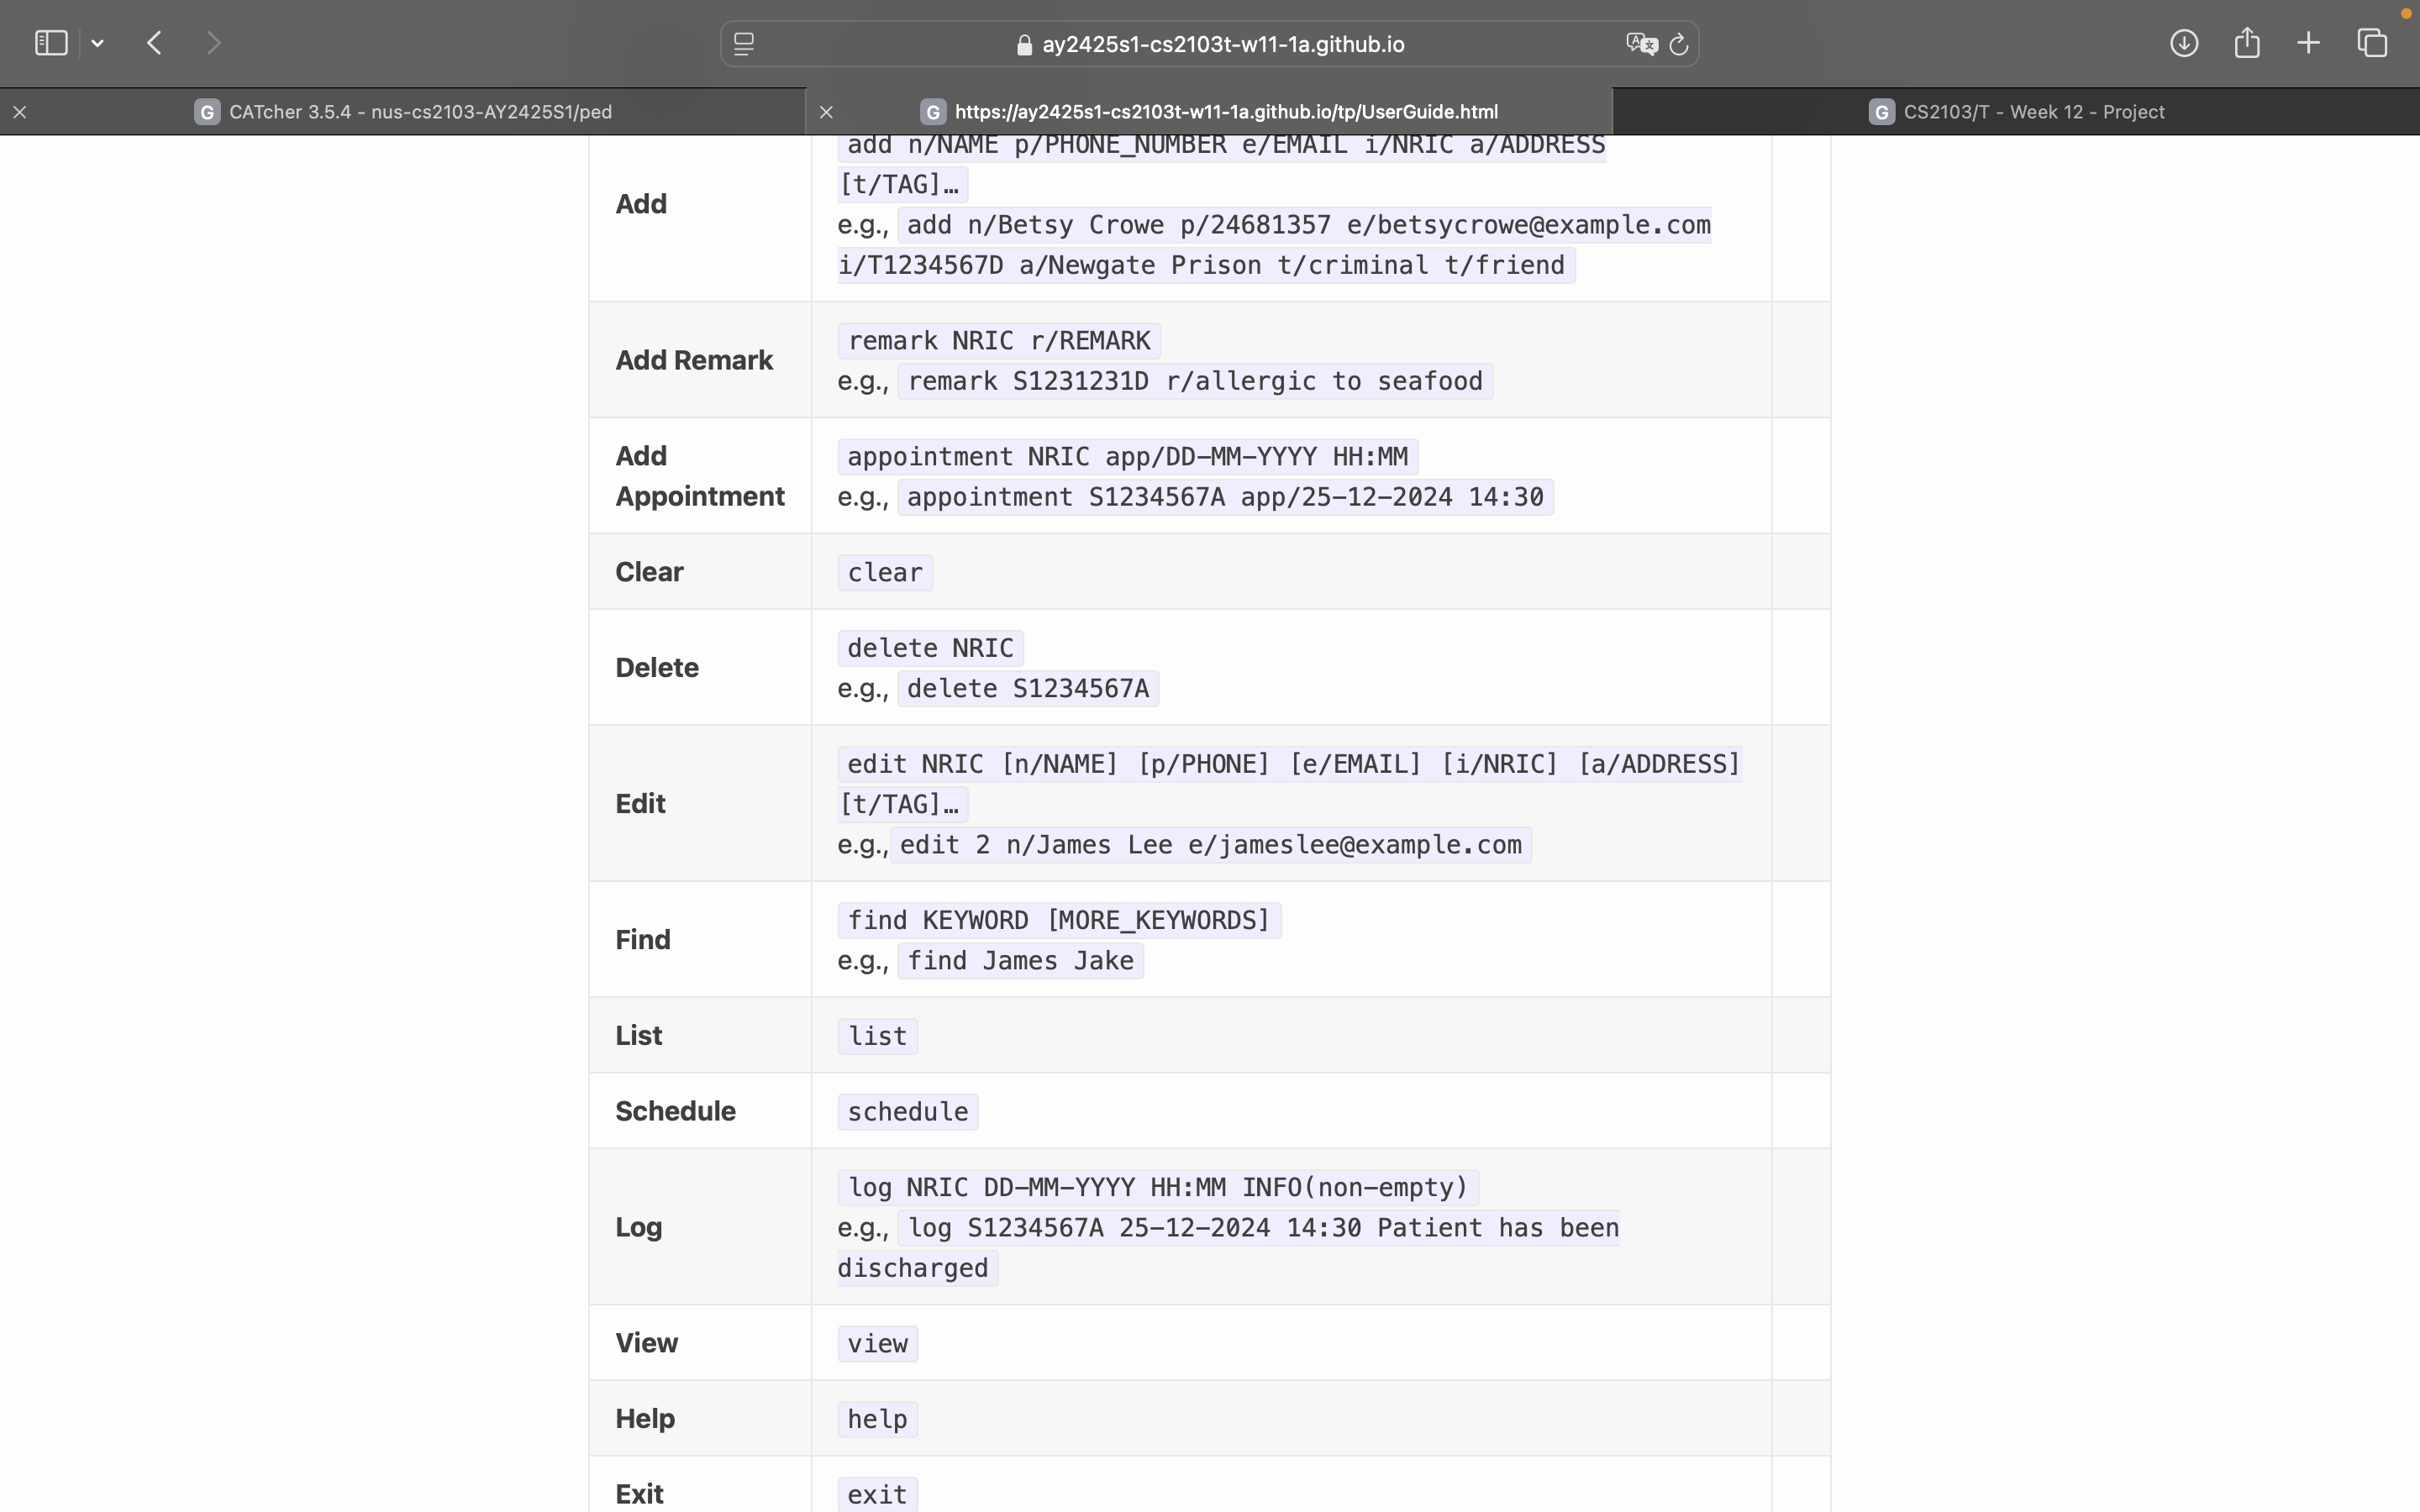 ay2425s1-cs2103t-w11-1a.github.io
G CATcher 3.5.4 - nus-cs2103-AY2425S1/ped
G https://ay2425s1-cs2103t-w11-1a.github.io/tp/UserGuide.html
G CS2103/T - Week 12 - Project
Add
add n/NAME p/PHONE_NUMBER e/EMAIL i/NRIC a/ADDRESS
[t/TAG]…
e.g., add n/Betsy Crowe p/24681357 e/betsycrowe@example.com
i/T1234567D a/Newgate Prison t/criminal t/friend
Add Remark
remark NRIC r/REMARK
e.g., remark S1231231D r/allergic to seafood
Add
Appointment
appointment NRIC app/DD-MM-YYYY HH:MM
e.g., appointment S1234567A app/25-12-2024 14:30
Clear
clear
Delete
delete NRIC
e.g., delete S1234567A
Edit
edit NRIC [n/NAME] [p/PHONE] [e/EMAIL] [i/NRIC] [a/ADDRESS]
[t/TAG]…
e.g., edit 2 n/James Lee e/jameslee@example.com
Find
find KEYWORD [MORE_KEYWORDS]
e.g., find James Jake
List
list
Schedule
schedule
Log
log NRIC DD-MM-YYYY HH:MM INFO(non-empty)
e.g., log S1234567A 25-12-2024 14:30 Patient has been
discharged
View
view
Help
help
Exit
exit